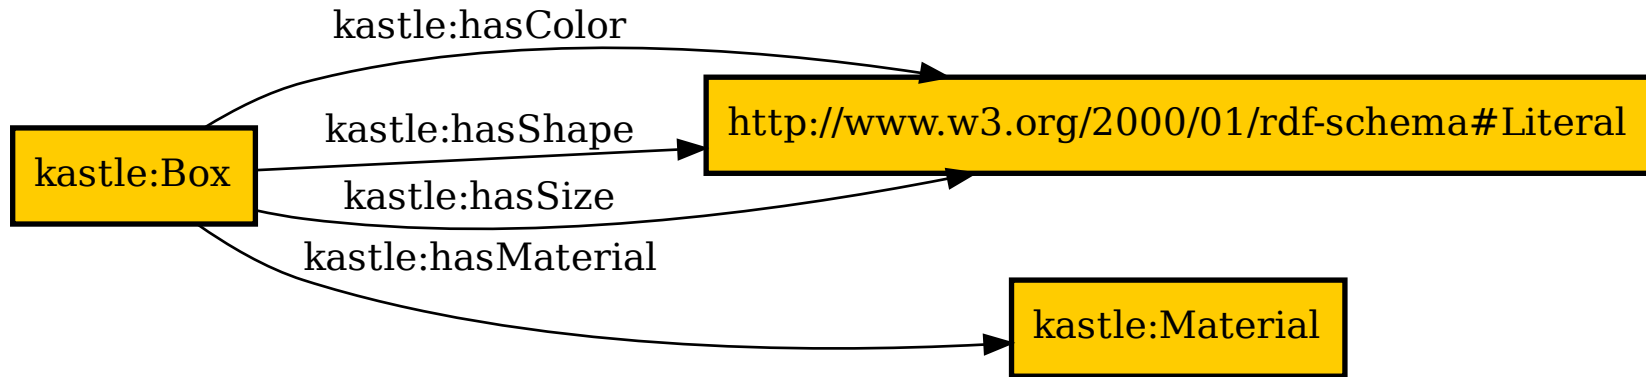 kastle:hasColor
http://www.w3.org/2000/01/rdf-schema#Literal
kastle:hasShape
kastle:Box
kastle:hasSize
kastle:hasMaterial
kastle:Material